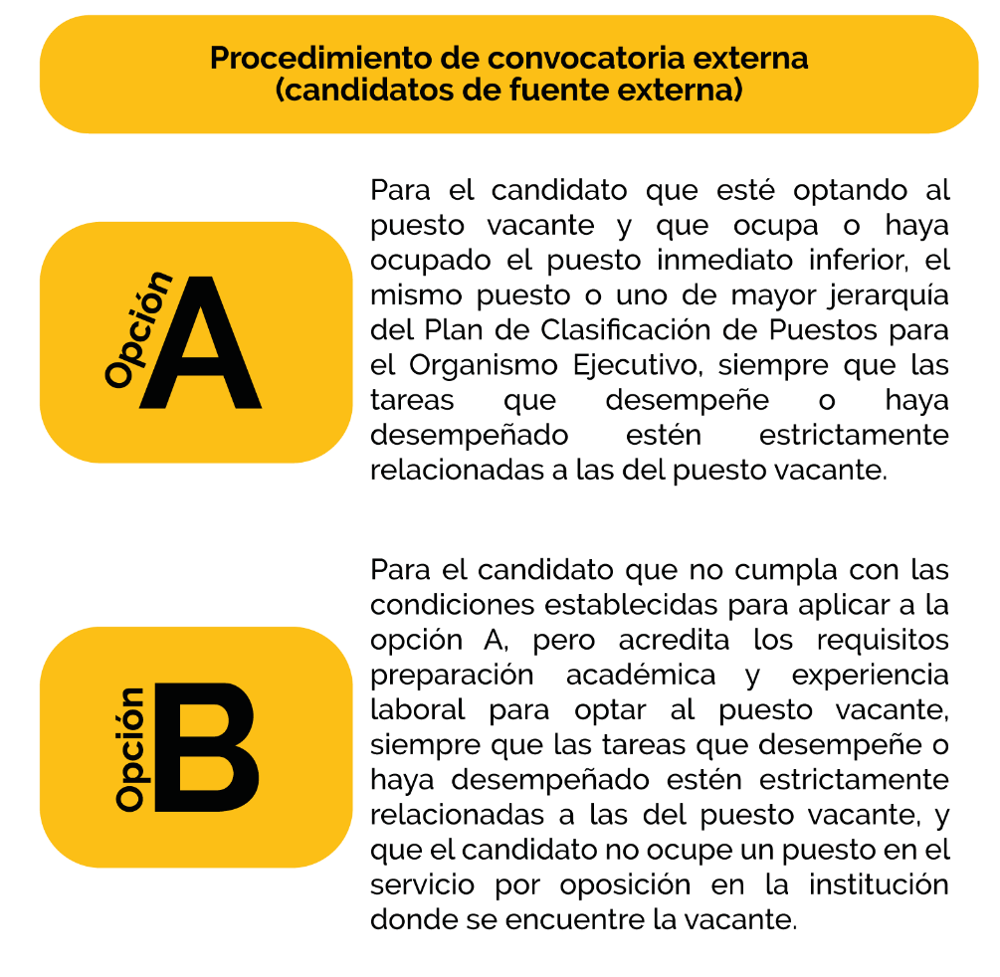 Procedimiento de convocatoria externa
(candidatos de fuente externa)
Opción
A
Para el candidato que esté optando al
puesto vacante y que ocupa o haya
ocupado el puesto inmediato inferior, el
mismo puesto o uno de mayor jerarquía
del Plan de Clasificación de Puestos para
el Organismo Ejecutivo, siempre que las
tareas que desempeñe o haya
desempeñado estén estrictamente
relacionadas a las del puesto vacante.
Opción
B
Para el candidato que no cumpla con las
condiciones establecidas para aplicar a la
opción A, pero acredita los requisitos
preparación académica y experiencia
laboral para optar al puesto vacante,
siempre que las tareas que desempeñe o
haya desempeñado estén estrictamente
relacionadas a las del puesto vacante, y
que el candidato no ocupe un puesto en el
servicio por oposición en la institución
donde se encuentre la vacante.